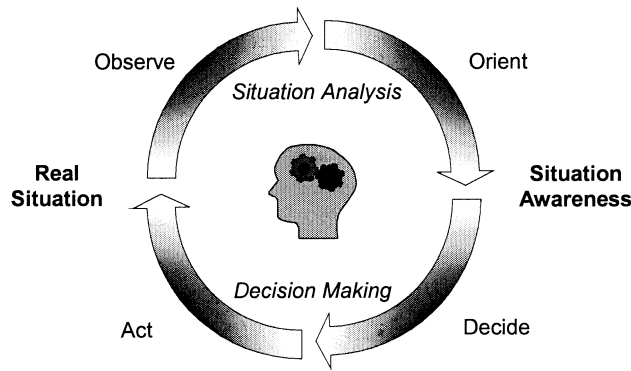 Observe
Orient
Situation Analysis
Real
Situation
Situation
Awareness
Decision Making
Act
Decide